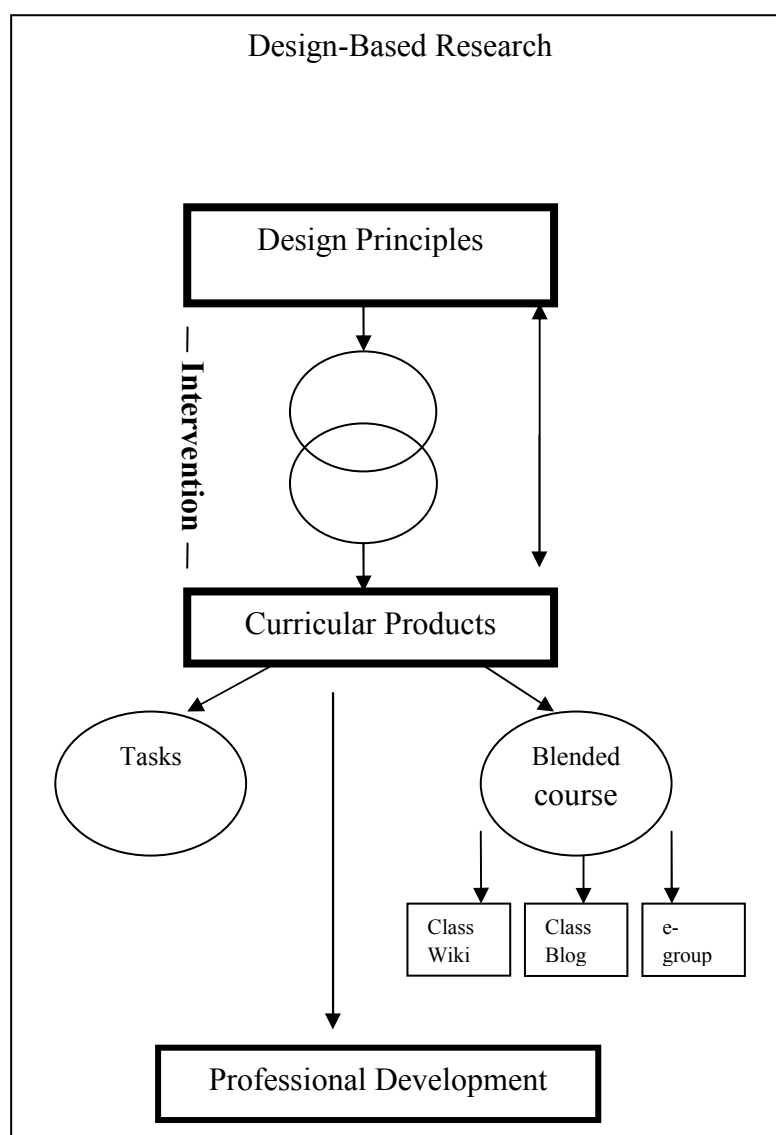 Design-Based Research
Design Principles
Intervention
Curricular Products
Tasks
Blended
course
Class
Wiki
Class
Blog
e-
group
Professional Development